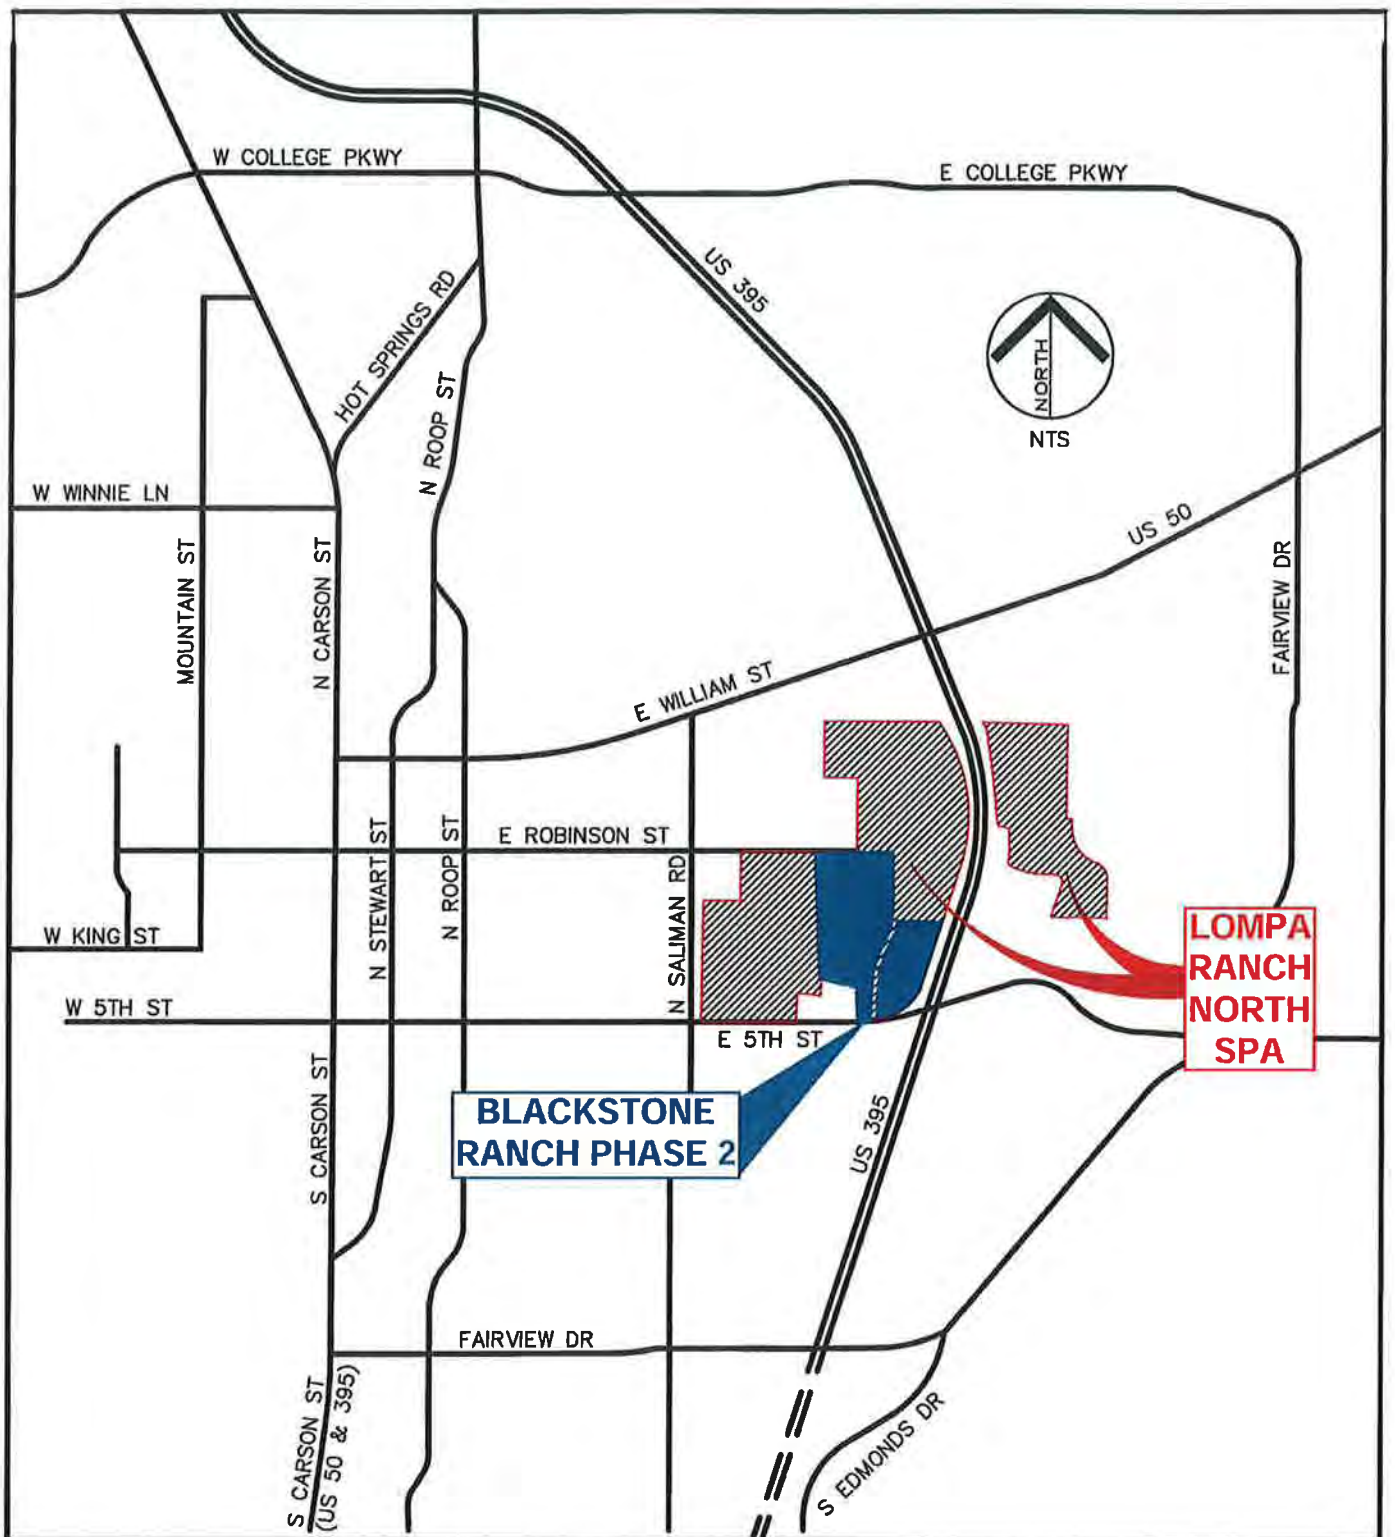 W COLLEGE PKWY
E COLLEGE PKWY
US 395
HOT SPRINGS RD
NORTH
NTS
N ROOP ST
W WINNIE LN
US 50
MOUNTAIN ST
N CARSON ST
FAIRVIEW DR
E WILLIAM ST
N STEWART ST
N ROOP ST
E ROBINSON ST
N SALIMAN RD
W KING ST
LOMPA
RANCH
NORTH
SPA
W 5TH ST
E 5TH ST
S CARSON ST
BLACKSTONE
RANCH PHASE 2
US 395
FAIRVIEW DR
S CARSON ST
(US 50 & 395)
S EDMONDS DR